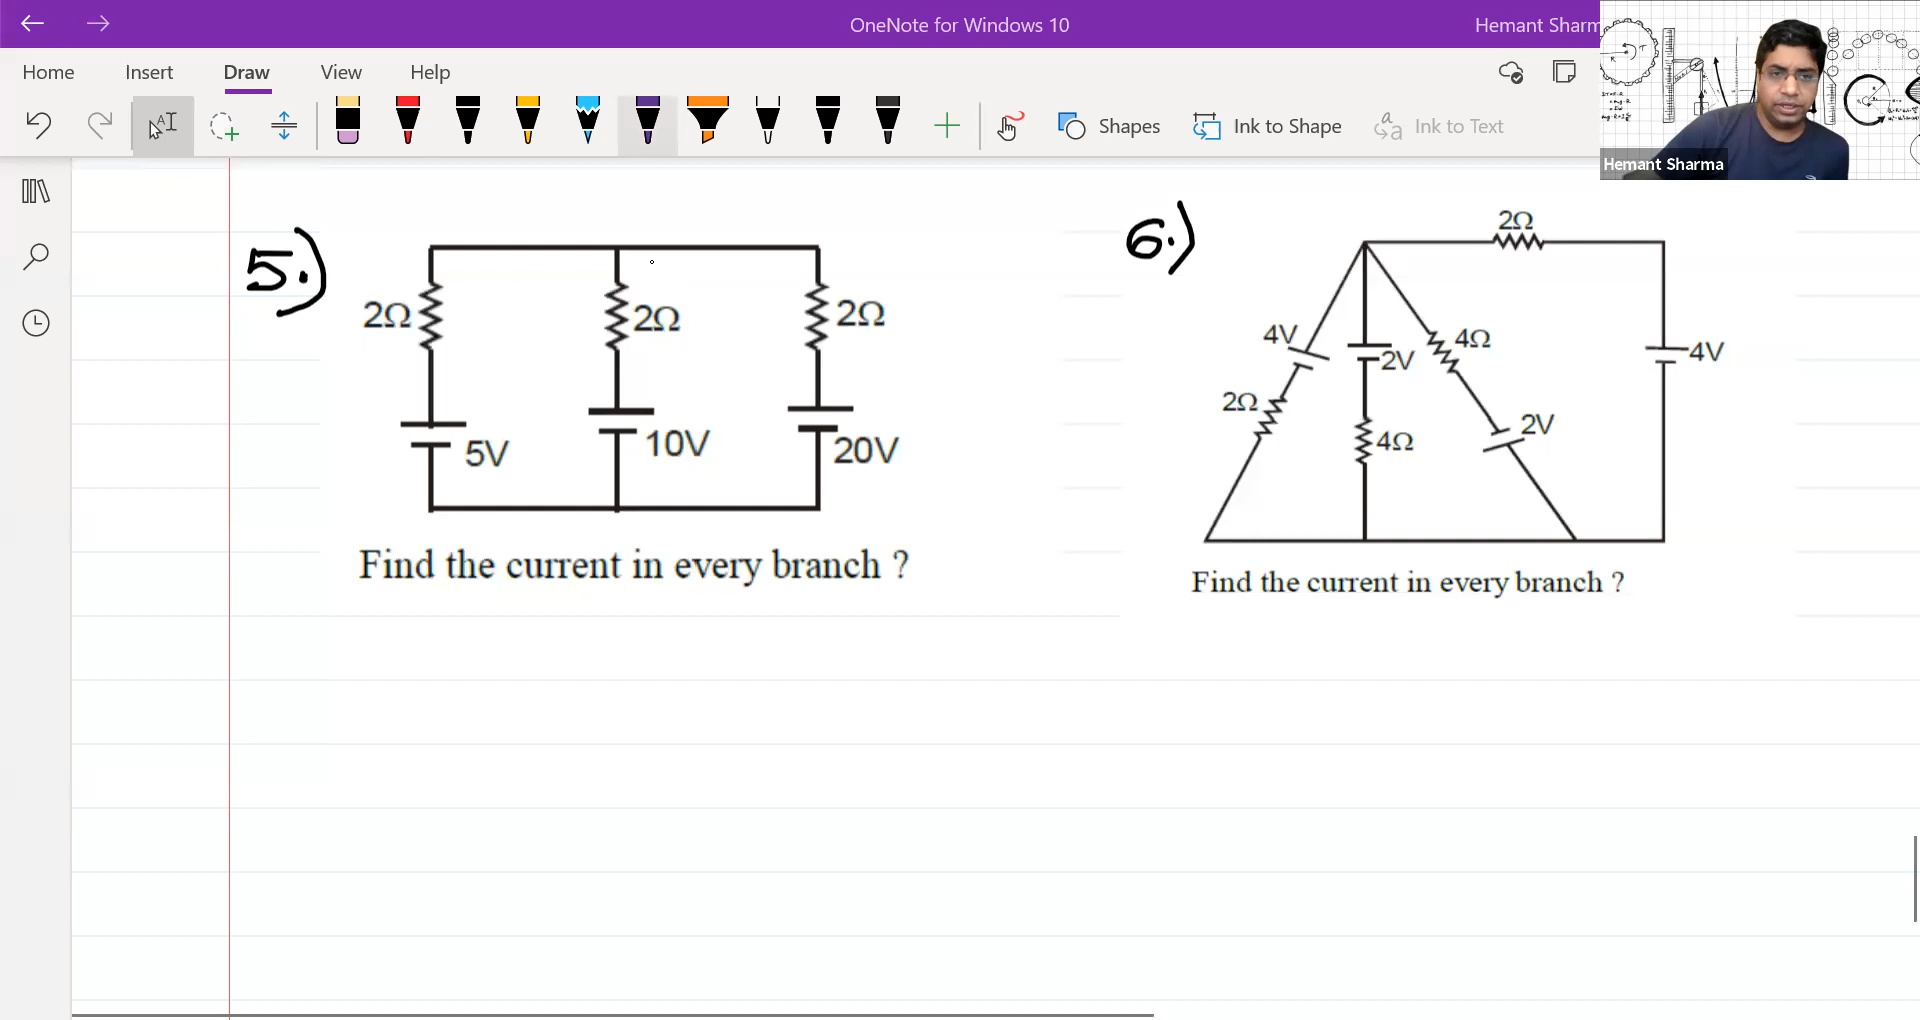 OneNote for Windows 10
Hemant Sharm
Home Insert Draw View Help
Shapes Ink to Shape Ink to Text
Hemant Sharma
5.)
2Ω 2Ω 2Ω
5V 10V 20V
Find the current in every branch ?
6.)
2Ω
4V 2V 4Ω 4V
2Ω 4Ω 2V
Find the current in every branch ?